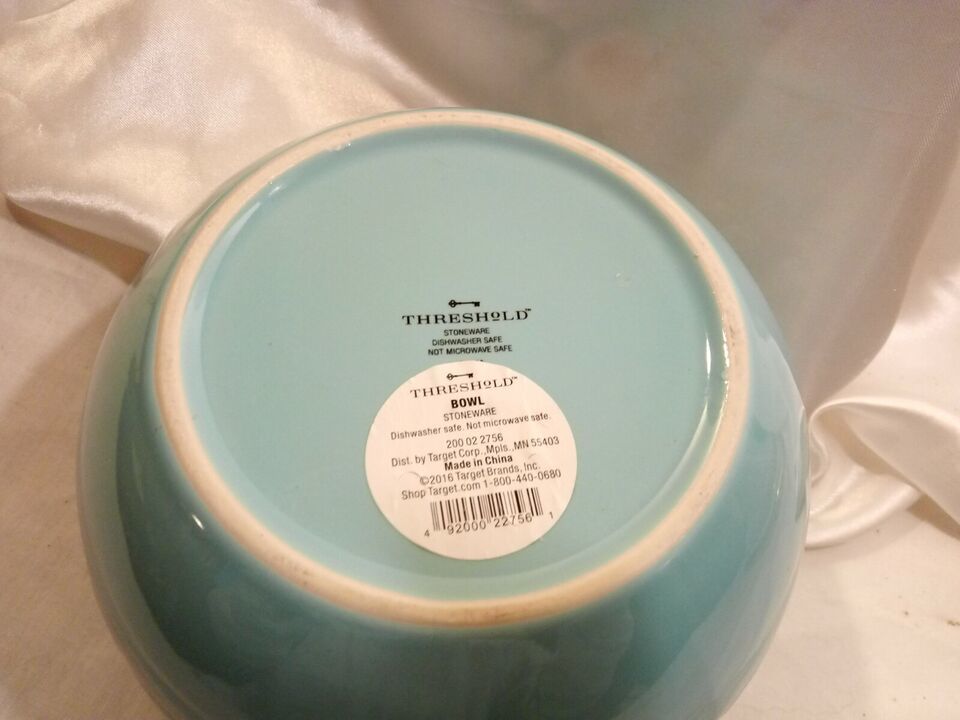 THRESHOLD™
STONEWARE
DISHWASHER SAFE
NOT MICROWAVE SAFE
THRESHOLD™
BOWL
STONEWARE
Dishwasher safe. Not microwave safe.
200 02 2756
Dist. by Target Corp.,Mpls.,MN 55403
Made in China
©2016 Target Brands, Inc.
Shop Target.com 1-800-440-0680
4 92000 22756 1